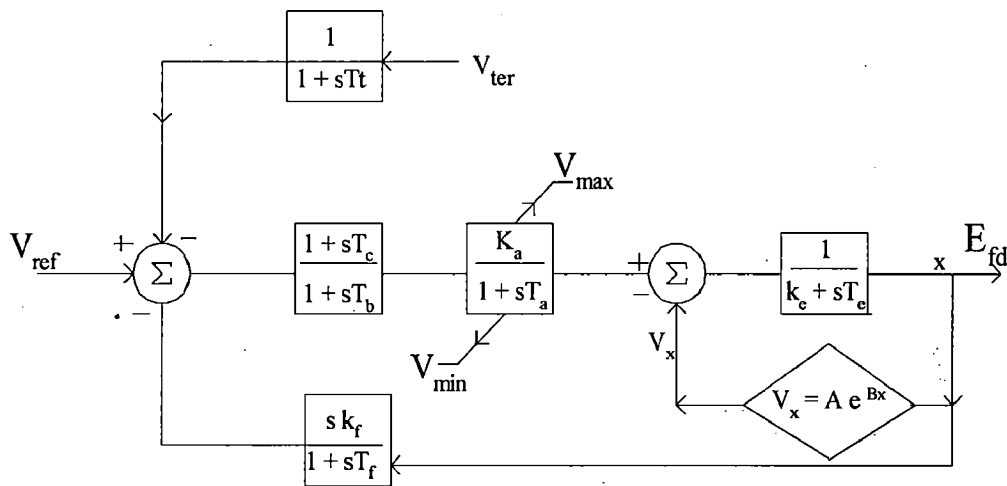 1
1 + sTt
V_ter
V_max
V_ref
+
−
Σ
−
1 + sT_c
1 + sT_b
K_a
1 + sT_a
+
−
Σ
1
k_e + sT_e
x
E_fd
V_min
V_x
V_x = A e^Bx
s k_f
1 + sT_f